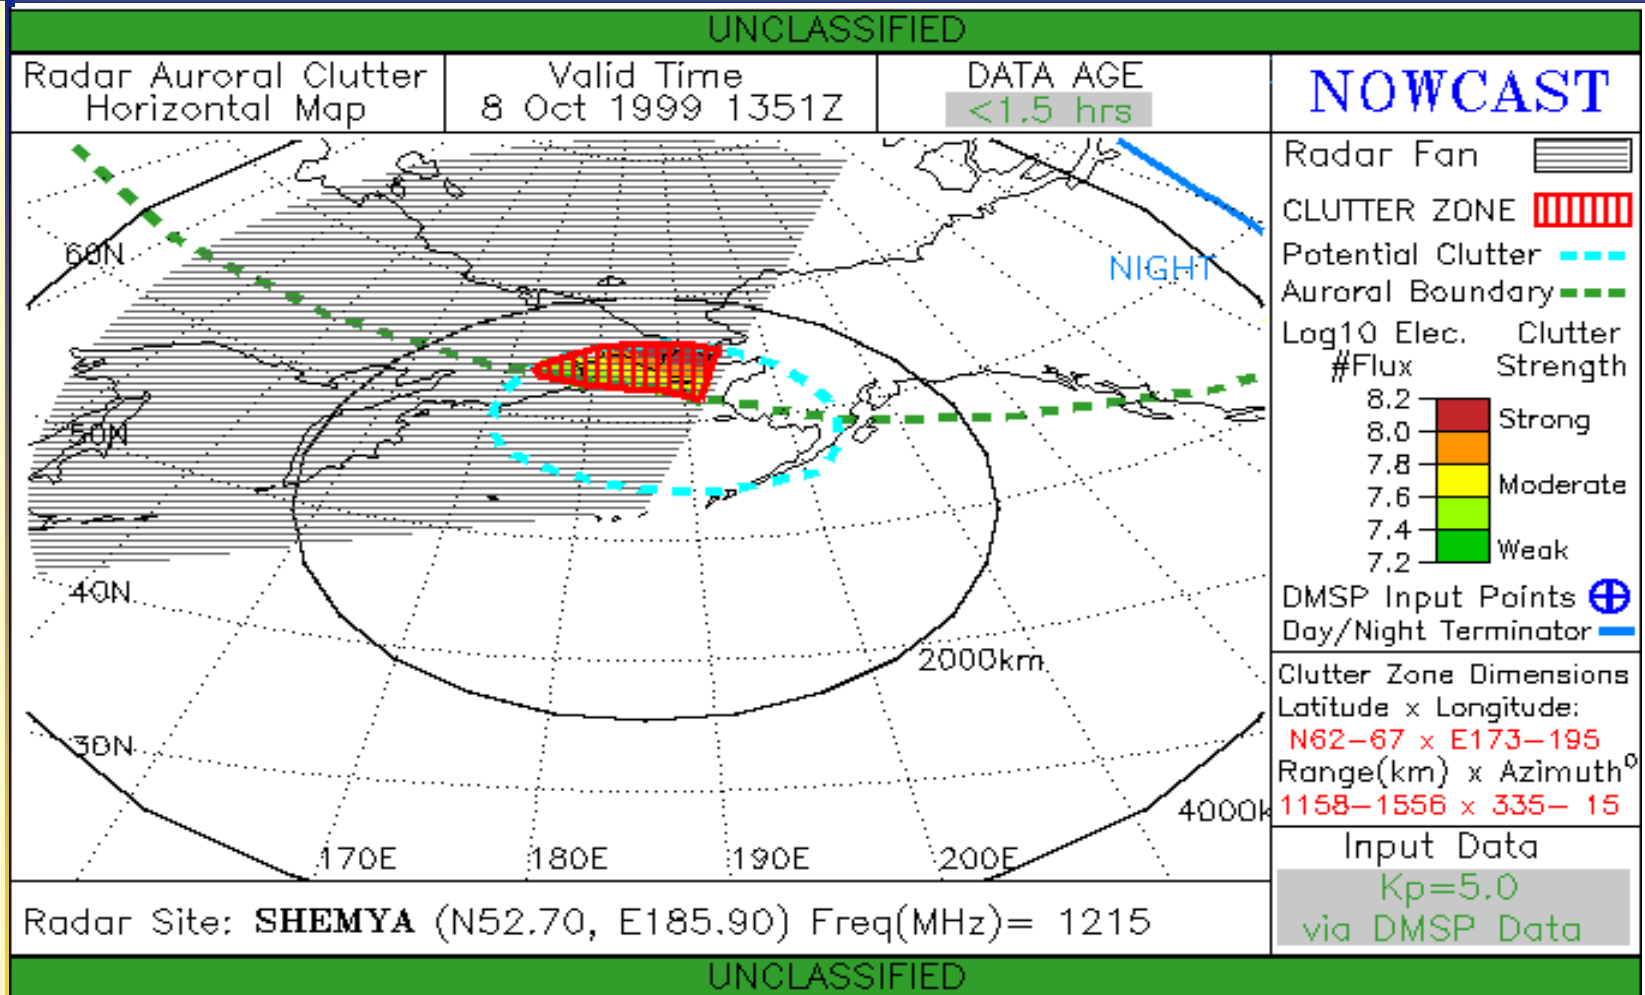 UNCLASSIFIED
Radar Auroral Clutter
Horizontal Map
Valid Time
8 Oct 1999 1351Z
DATA AGE
<1.5 hrs
NOWCAST
60N
50N
40N
30N
NIGHT
2000km
4000k
170E
180E
190E
200E
Radar Fan
CLUTTER ZONE
Potential Clutter
Auroral Boundary
Log10 Elec. Clutter
#Flux Strength
8.2
8.0
7.8
7.6
7.4
7.2
Strong
Moderate
Weak
DMSP Input Points
Day/Night Terminator
Clutter Zone Dimensions
Latitude x Longitude:
N62-67 x E173-195
Range(km) x Azimuth°
1158-1556 x 335- 15
Input Data
Kp=5.0
via DMSP Data
Radar Site: SHEMYA (N52.70, E185.90) Freq(MHz)= 1215
UNCLASSIFIED